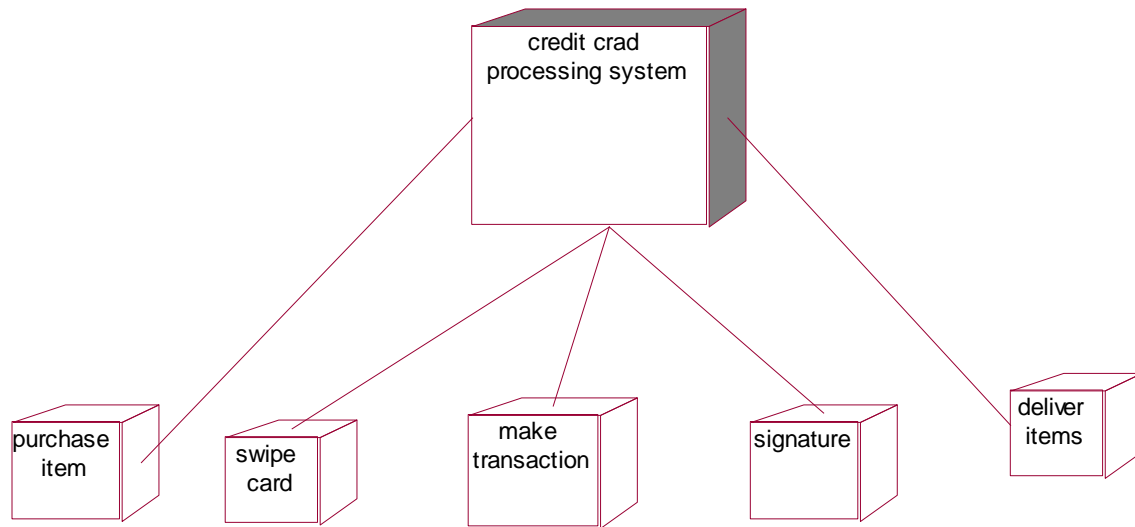 credit crad
processing system
purchase
item
swipe
card
make
transaction
signature
deliver
items